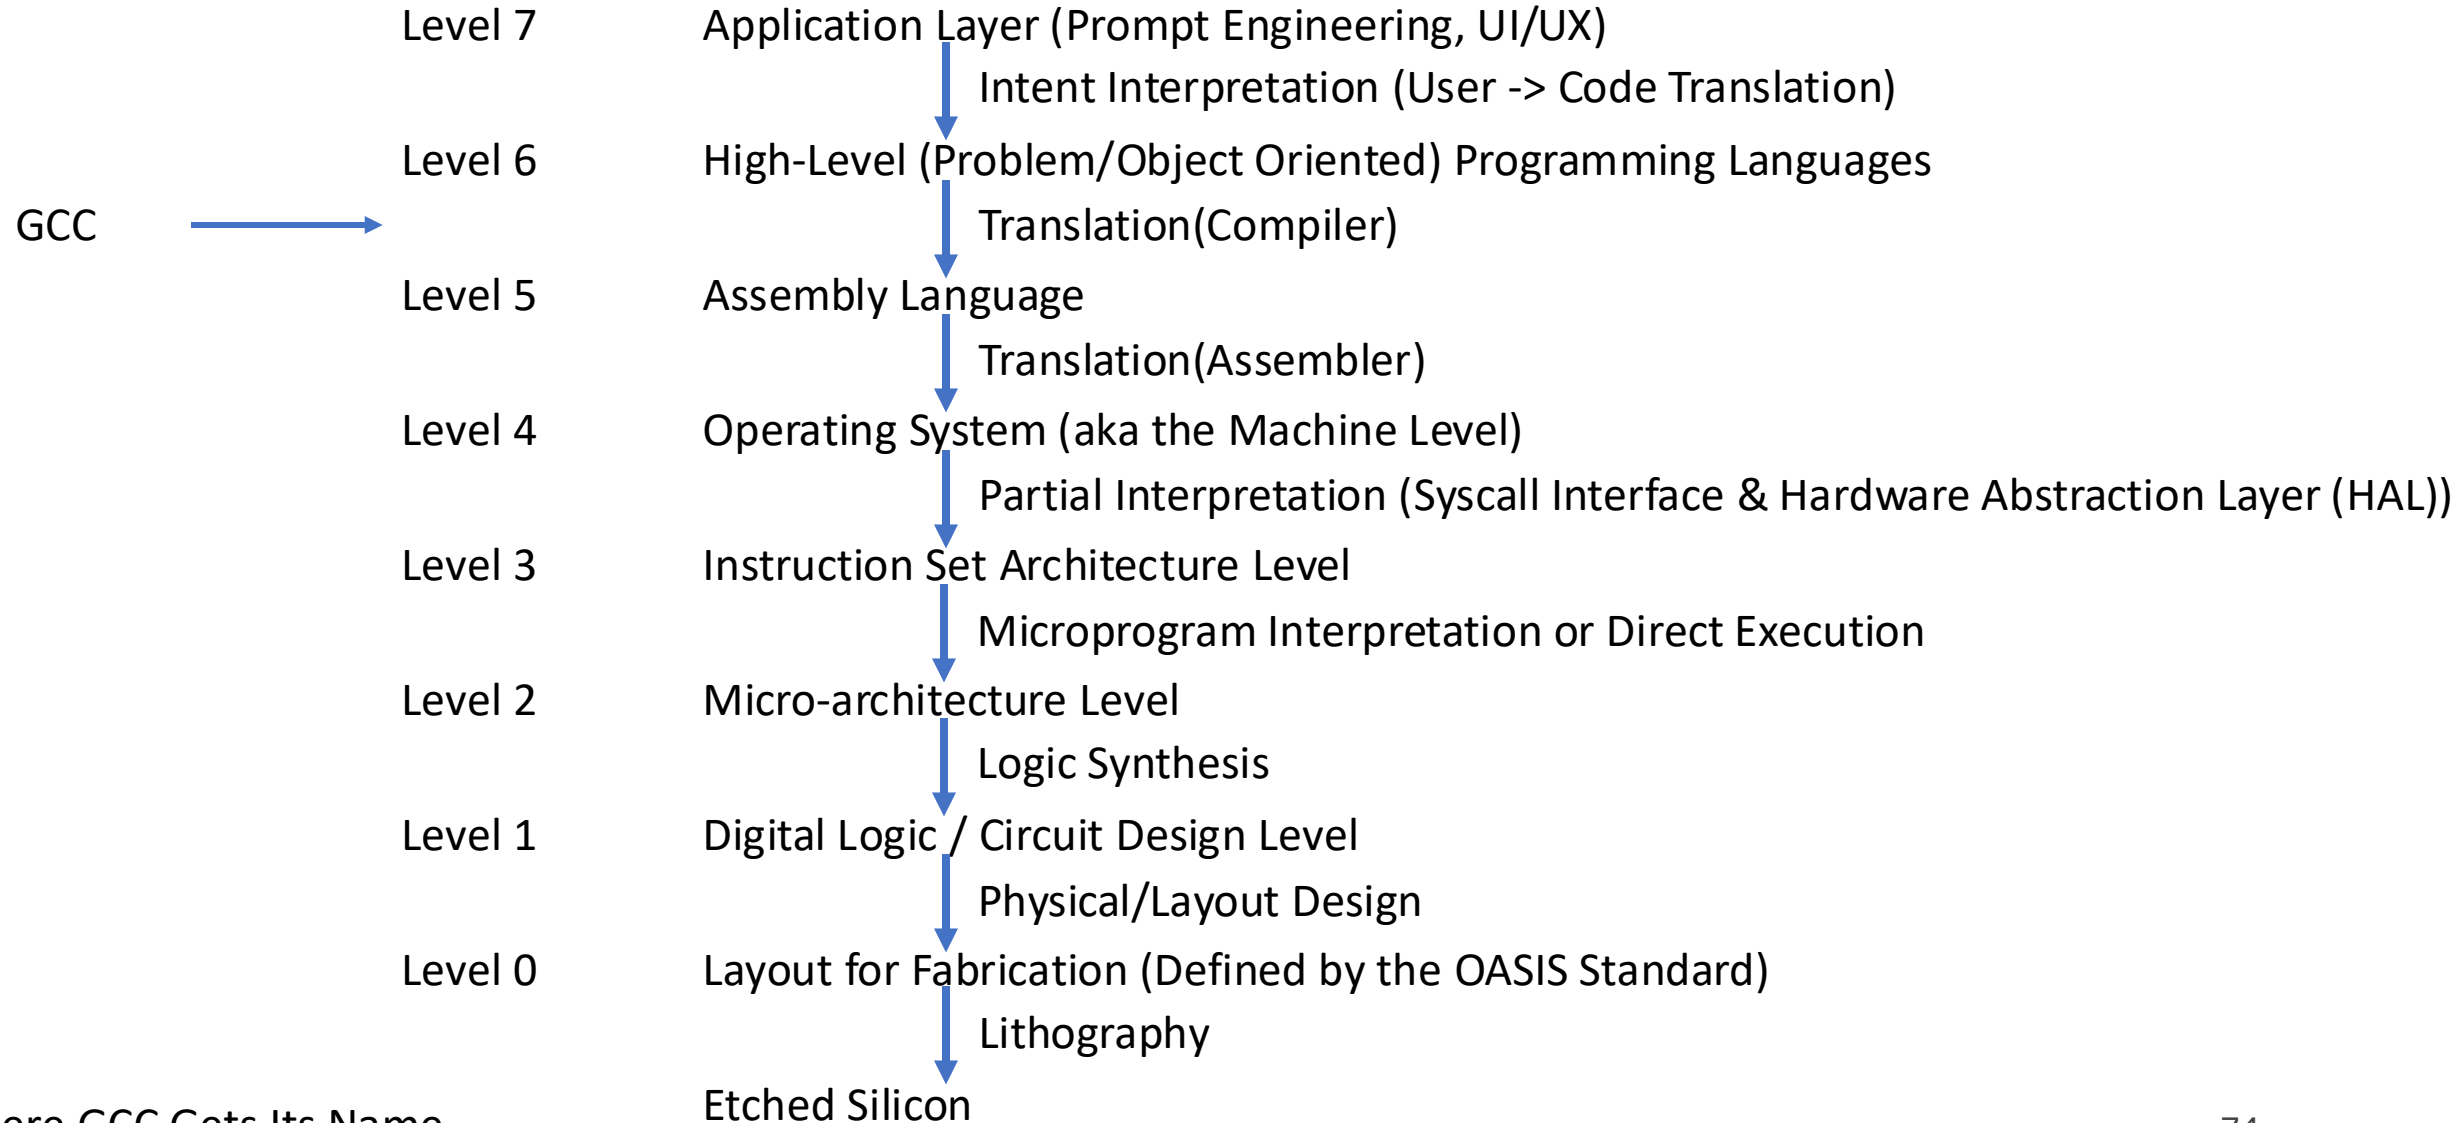 Level 7 Application Layer (Prompt Engineering, UI/UX)
Intent Interpretation (User -> Code Translation)
Level 6 High-Level (Problem/Object Oriented) Programming Languages
GCC Translation(Compiler)
Level 5 Assembly Language
Translation(Assembler)
Level 4 Operating System (aka the Machine Level)
Partial Interpretation (Syscall Interface & Hardware Abstraction Layer (HAL))
Level 3 Instruction Set Architecture Level
Microprogram Interpretation or Direct Execution
Level 2 Micro-architecture Level
Logic Synthesis
Level 1 Digital Logic / Circuit Design Level
Physical/Layout Design
Level 0 Layout for Fabrication (Defined by the OASIS Standard)
Lithography
Etched Silicon
GCC Gets Its Name